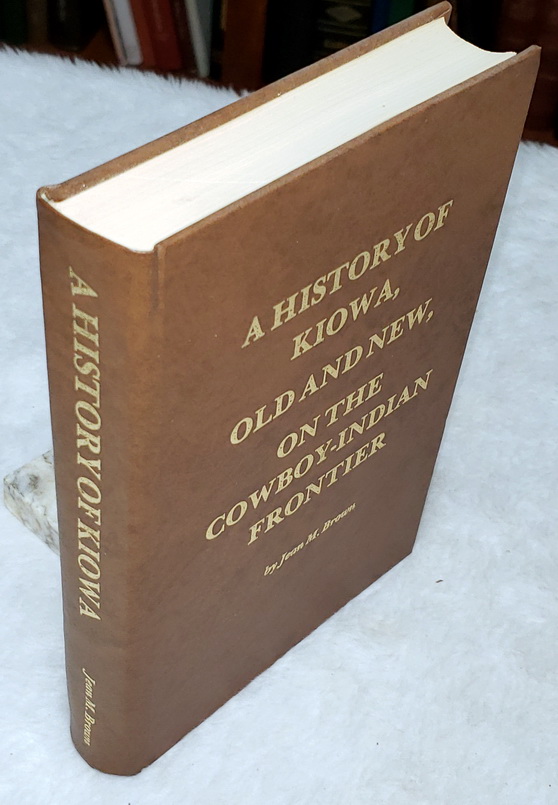 A HISTORY OF
KIOWA,
OLD AND NEW,
ON THE
COWBOY-INDIAN
FRONTIER
by Jean M. Brown
A HISTORY OF KIOWA
Jean M. Brown